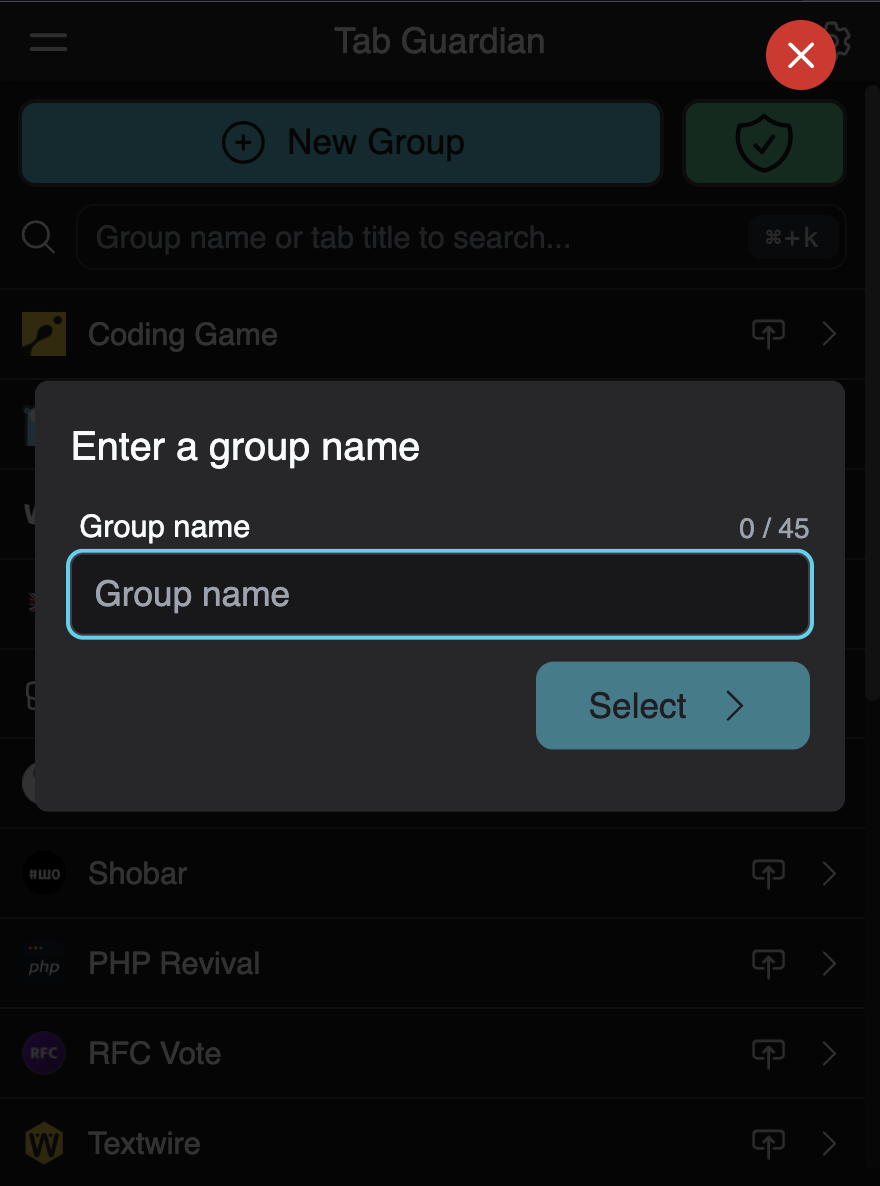 Tab Guardian
New Group
Group name or tab title to search...
⌘+k
Coding Game
Enter a group name
Group name
0 / 45
Group name
Select
#ШО
Shobar
php
PHP Revival
RFC
RFC Vote
W
Textwire